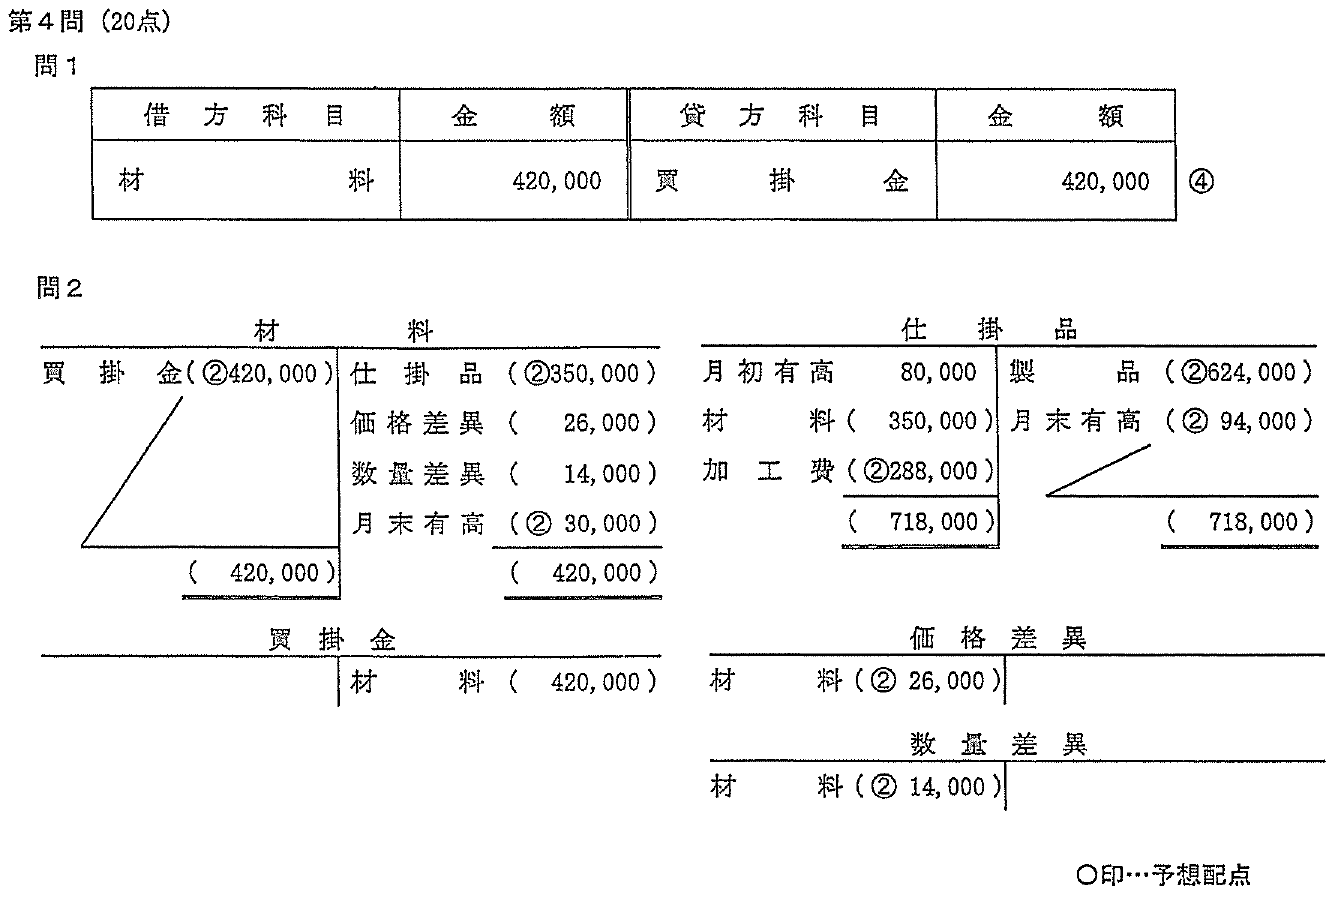 第4問（20点）
問1
借方科目 金額 貸方科目 金額
材料 420,000 買掛金 420,000 ④
問2
材料
買掛金(②420,000) 仕掛品(②350,000)
価格差異( 26,000)
数量差異( 14,000)
月末有高(② 30,000)
( 420,000) ( 420,000)
仕掛品
月初有高 80,000 製品(②624,000)
材料( 350,000) 月末有高(② 94,000)
加工費(②288,000)
( 718,000) ( 718,000)
買掛金
材料( 420,000)
価格差異
材料(② 26,000)
数量差異
材料(② 14,000)
○印…予想配点